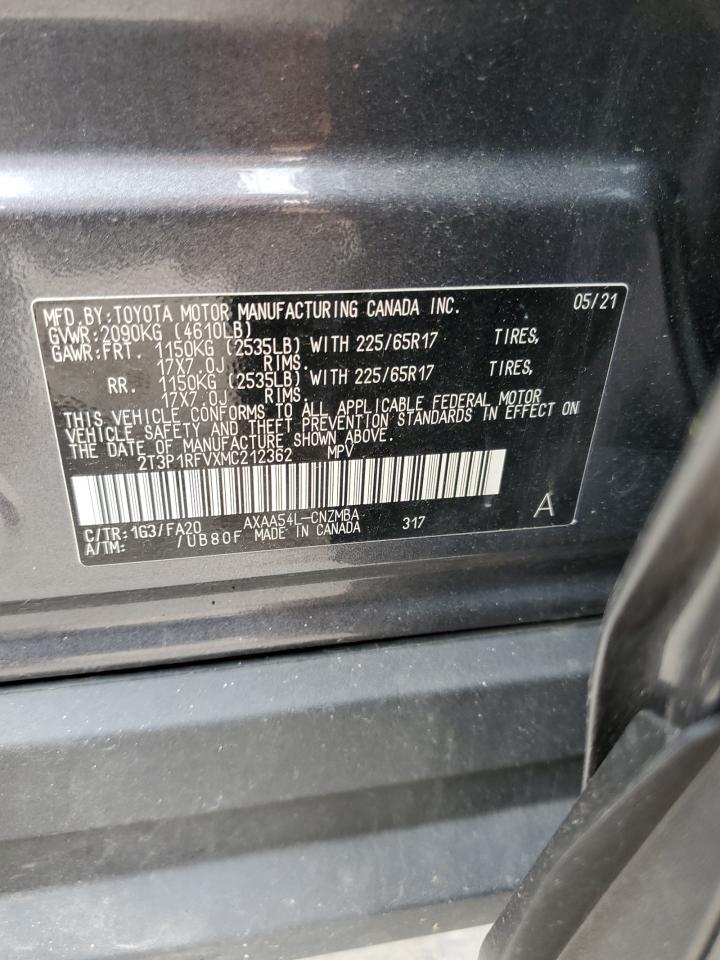 MFD.BY:TOYOTA MOTOR MANUFACTURING CANADA INC. 05/21
GVWR:2090KG (4610LB)
GAWR:FRT. 1150KG (2535LB) WITH 225/65R17 TIRES,
17X7.0J RIMS.
RR. 1150KG (2535LB) WITH 225/65R17 TIRES,
17X7.0J RIMS.
THIS VEHICLE CONFORMS TO ALL APPLICABLE FEDERAL MOTOR
VEHICLE SAFETY AND THEFT PREVENTION STANDARDS IN EFFECT ON
THE DATE OF MANUFACTURE SHOWN ABOVE.
2T3P1RFVXMC212362 MPV
C/TR:1G3/FA20 AXAA54L-CNZMBA 317 A
A/TM: /UB80F MADE IN CANADA